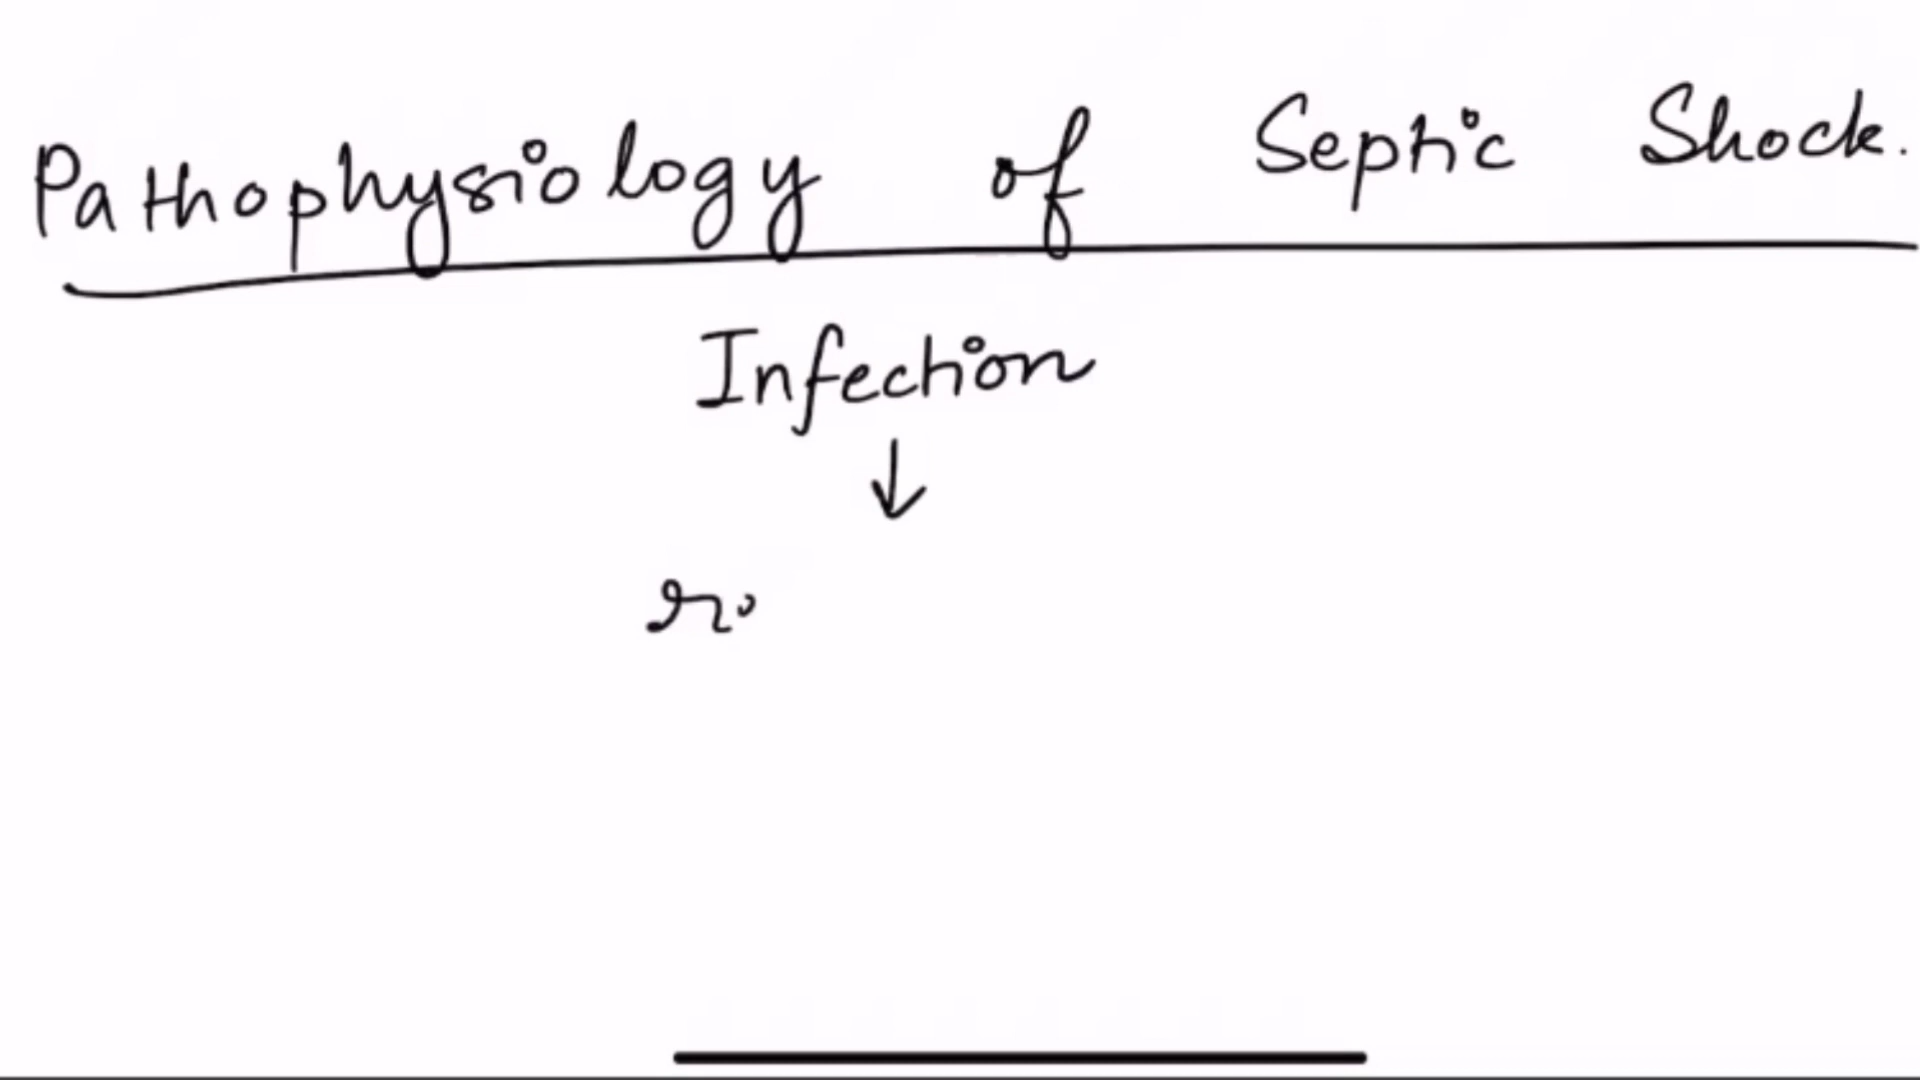 Pathophysiology of Septic Shock.
Infection
↓